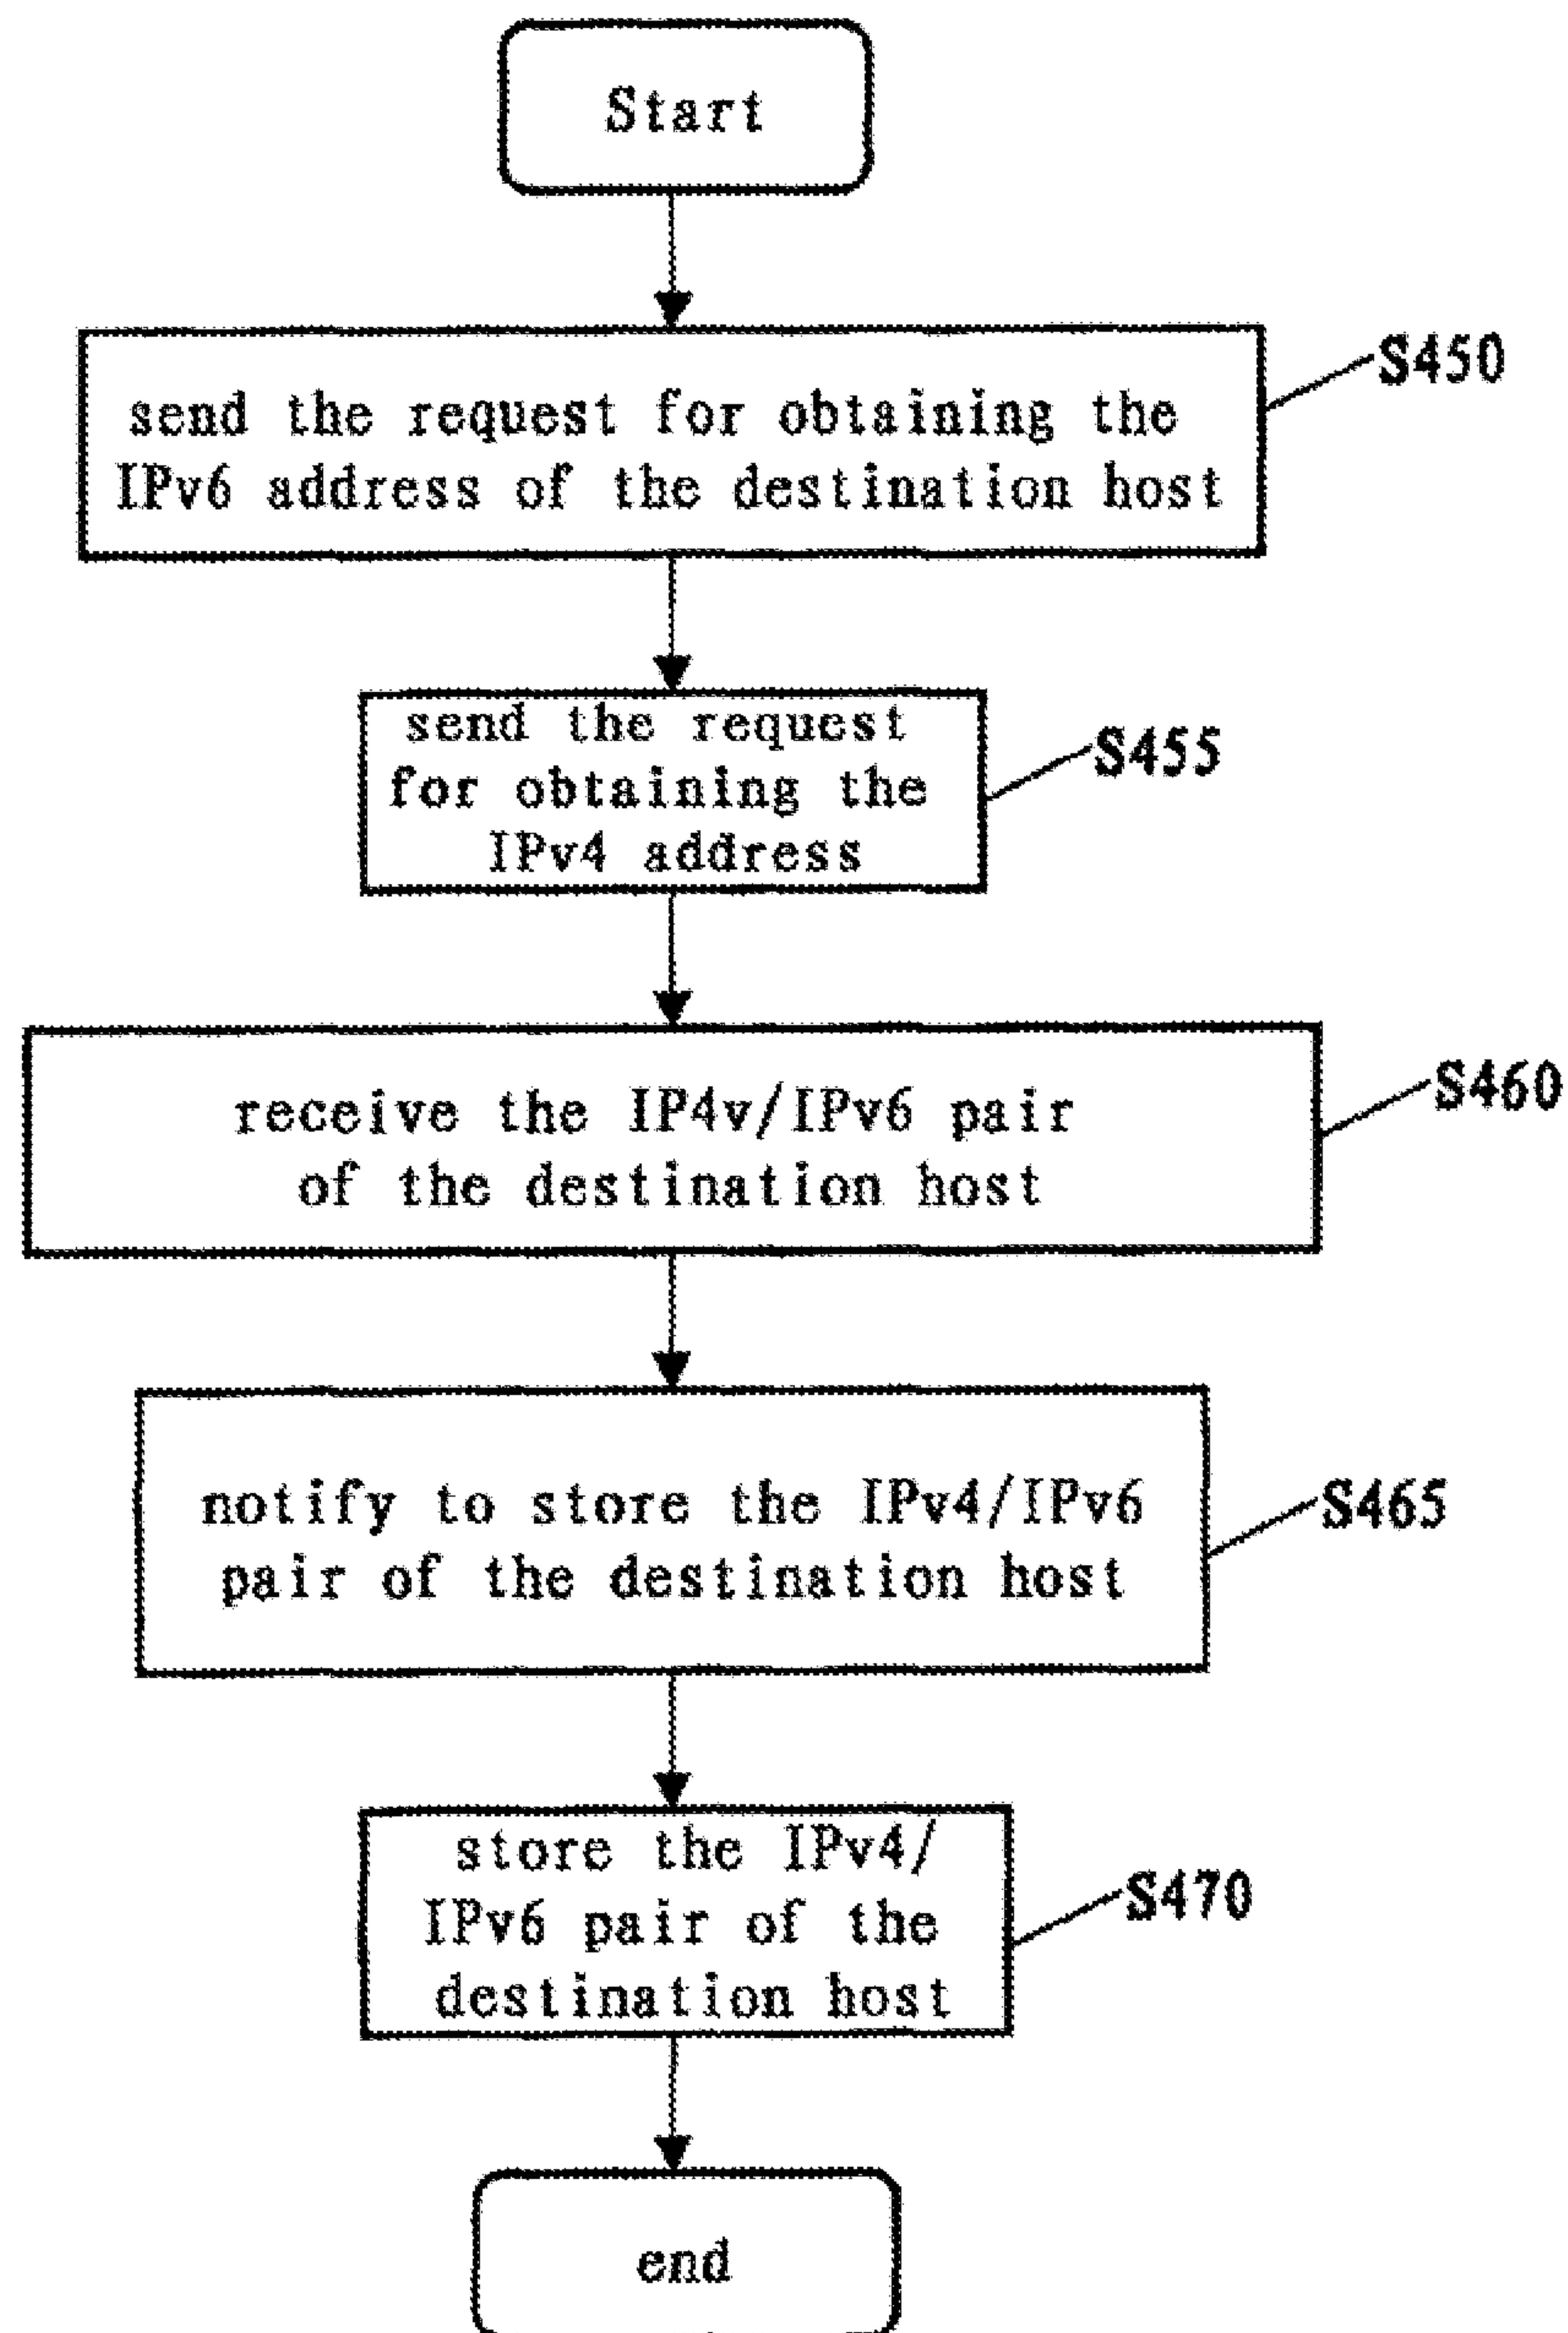 Start
S450
send the request for obtaining the
IPv6 address of the destination host
S455
send the request
for obtaining the
IPv4 address
S460
receive the IP4v/IPv6 pair
of the destination host
S465
notify to store the IPv4/IPv6
pair of the destination host
S470
store the IPv4/
IPv6 pair of the
destination host
end